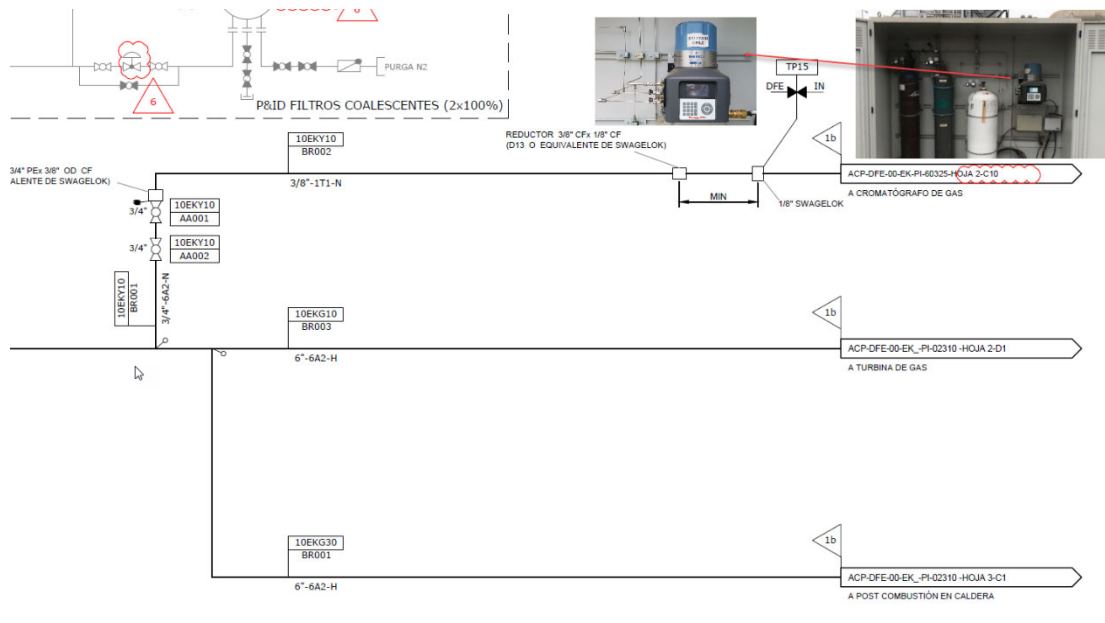 6
PURGA N2
6
P&ID FILTROS COALESCENTES (2x100%)
TP15
DFE
IN
10EKY10
BR002
REDUCTOR 3/8" CFx 1/8" CF
(D13 O EQUIVALENTE DE SWAGELOK)
1b
3/4" PEx 3/8" OD CF
ALENTE DE SWAGELOK)
3/8"-1T1-N
ACP-DFE-00-EK-PI-60325-HOJA 2-C10
A CROMATÓGRAFO DE GAS
MIN
1/8" SWAGELOK
3/4"
10EKY10
AA001
3/4"
10EKY10
AA002
10EKY10
BR001
3/4"-6A2-N
10EKG10
BR003
1b
6"-6A2-H
ACP-DFE-00-EK_-PI-02310 -HOJA 2-D1
A TURBINA DE GAS
10EKG30
BR001
1b
6"-6A2-H
ACP-DFE-00-EK_-PI-02310 -HOJA 3-C1
A POST COMBUSTIÓN EN CALDERA